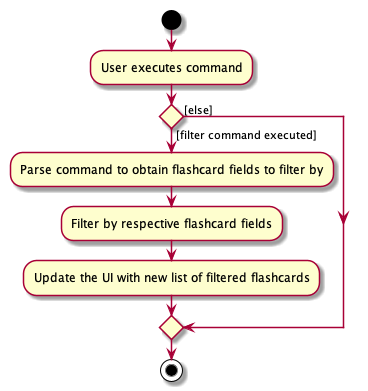 User executes command
[else]
[filter command executed]
Parse command to obtain flashcard fields to filter by
Filter by respective flashcard fields
Update the UI with new list of filtered flashcards